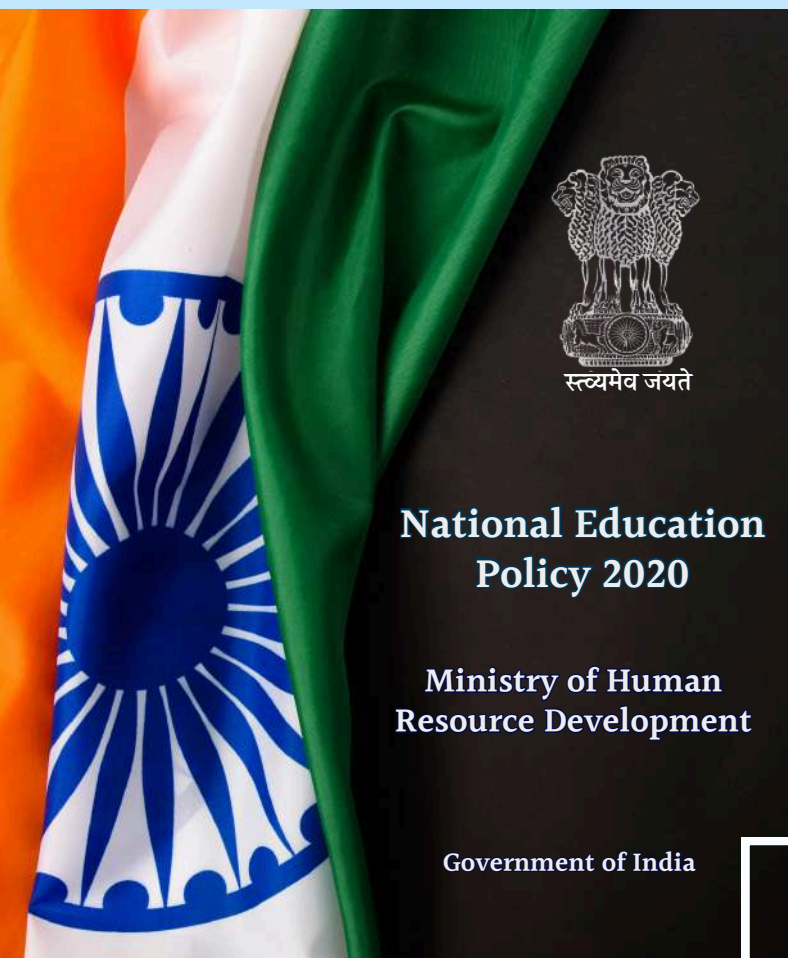 स्त्यमेव जयते
National Education
Policy 2020
Ministry of Human
Resource Development
Government of India